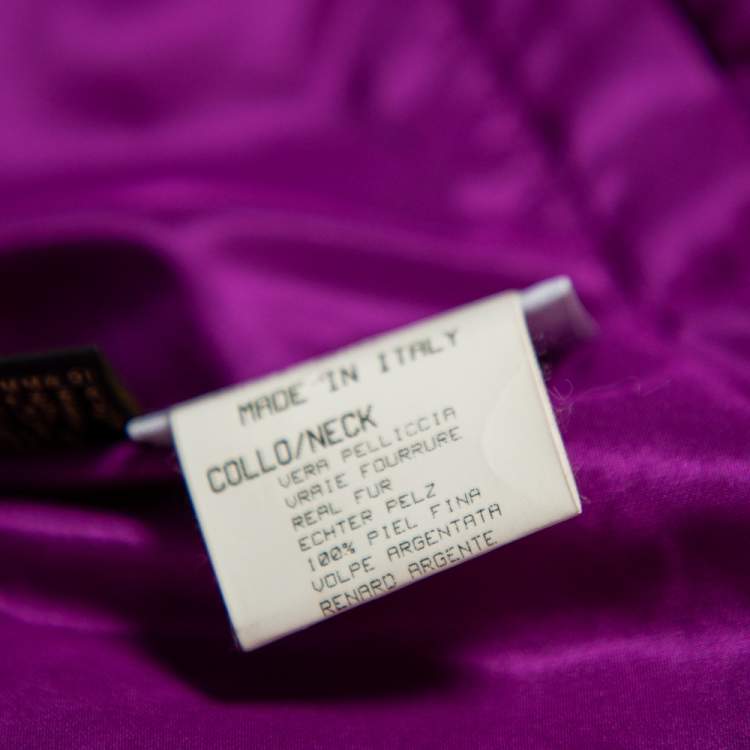 MADE IN ITALY
COLLO/NECK
VERA PELLICCIA
VRAIE FOURRURE
REAL FUR
ECHTER PELZ
100% PIEL FINA
VOLPE ARGENTATA
RENARD ARGENTE